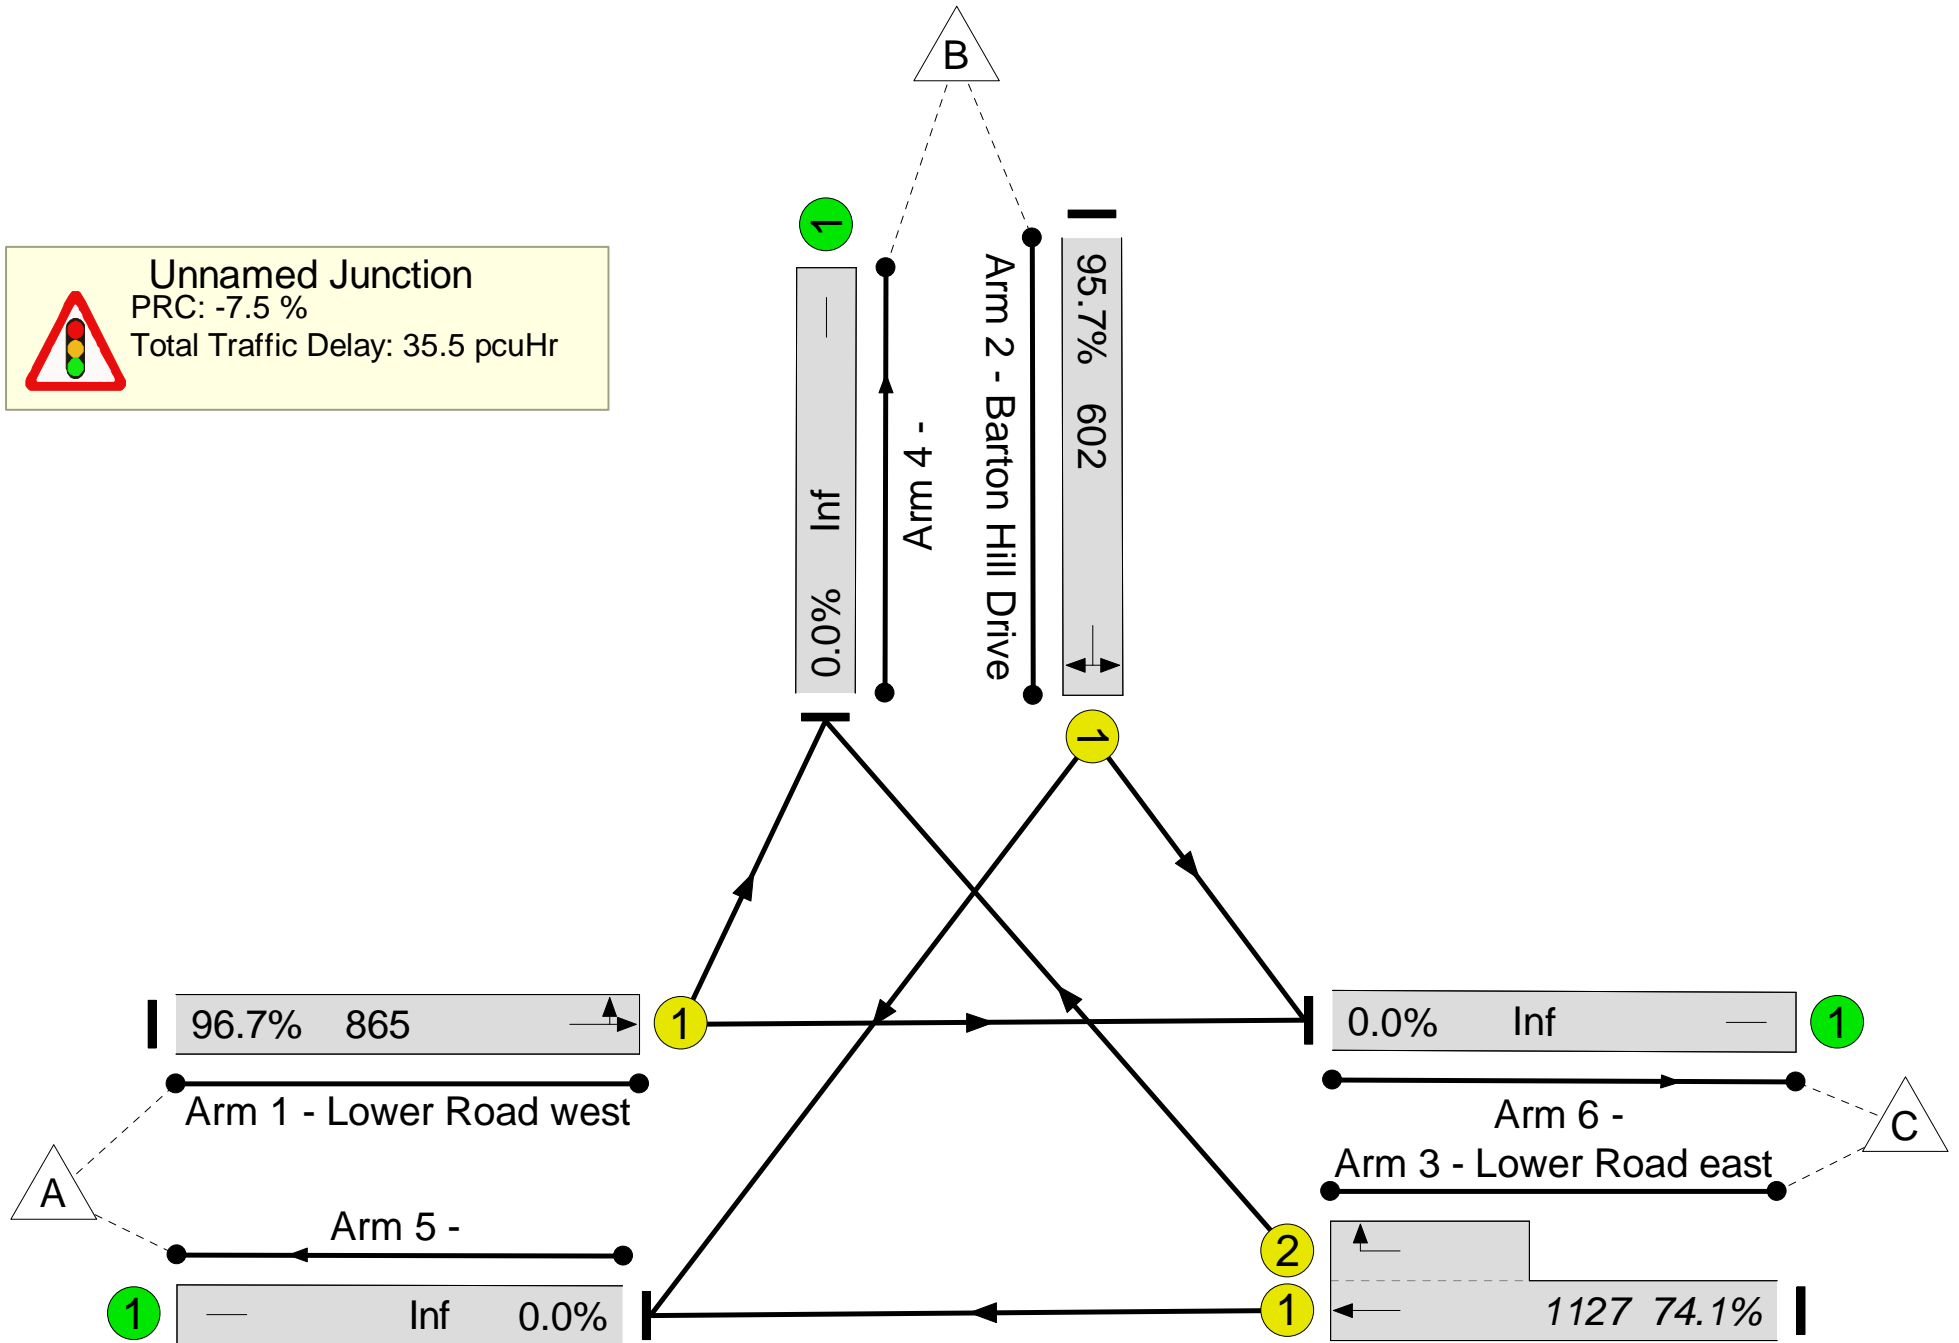 B
Unnamed Junction
PRC: -7.5 %
Total Traffic Delay: 35.5 pcuHr
1
0.0% Inf
Arm 4 -
Arm 2 - Barton Hill Drive
95.7% 602
1
96.7% 865
1
Arm 1 - Lower Road west
0.0% Inf
1
Arm 6 -
C
Arm 3 - Lower Road east
A
Arm 5 -
2
1
Inf 0.0%
1
1127 74.1%